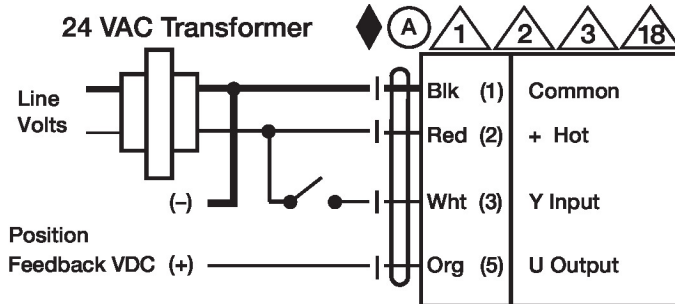 24 VAC Transformer
A 1 2 3 18
Line
Volts
Blk (1) Common
Red (2) + Hot
(–)
Wht (3) Y Input
Position
Feedback VDC (+)
Org (5) U Output